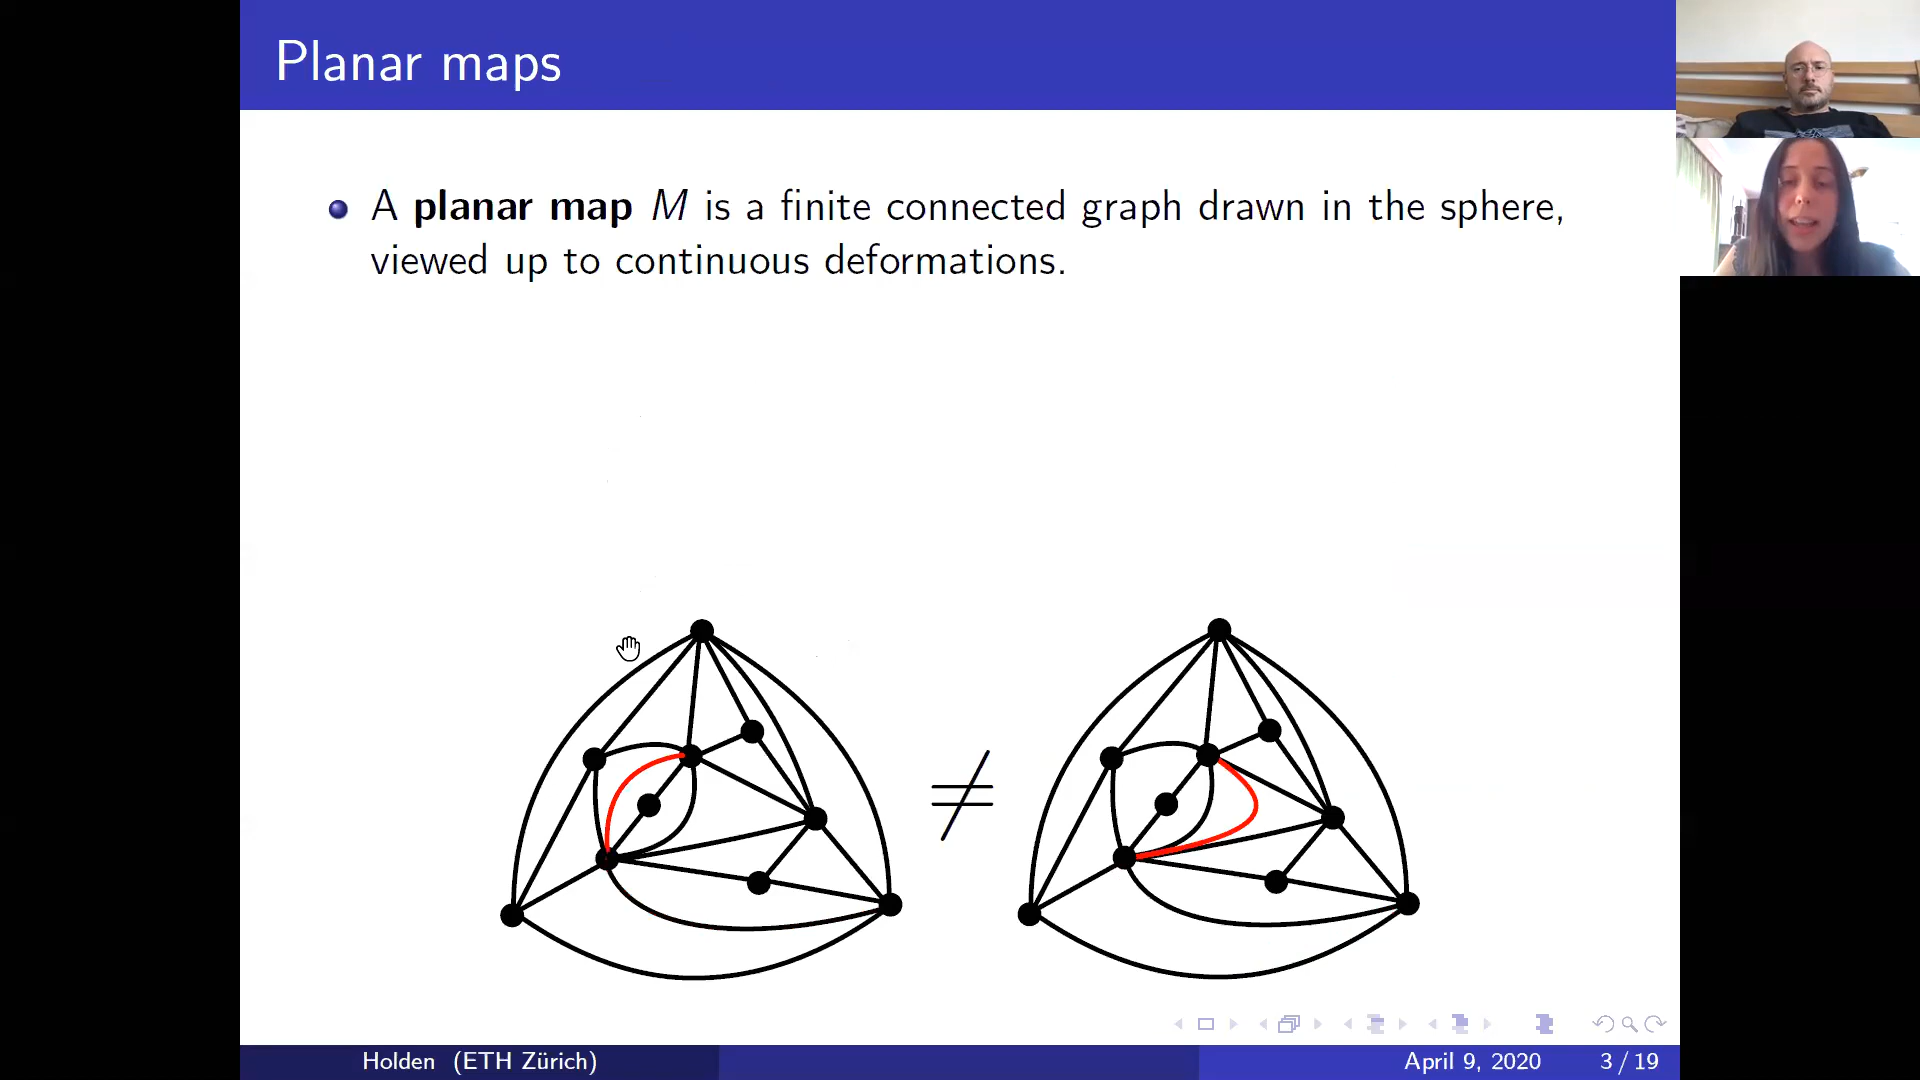 Planar maps
A planar map M is a finite connected graph drawn in the sphere,
viewed up to continuous deformations.
≠
Holden (ETH Zürich)
April 9, 2020
3 / 19